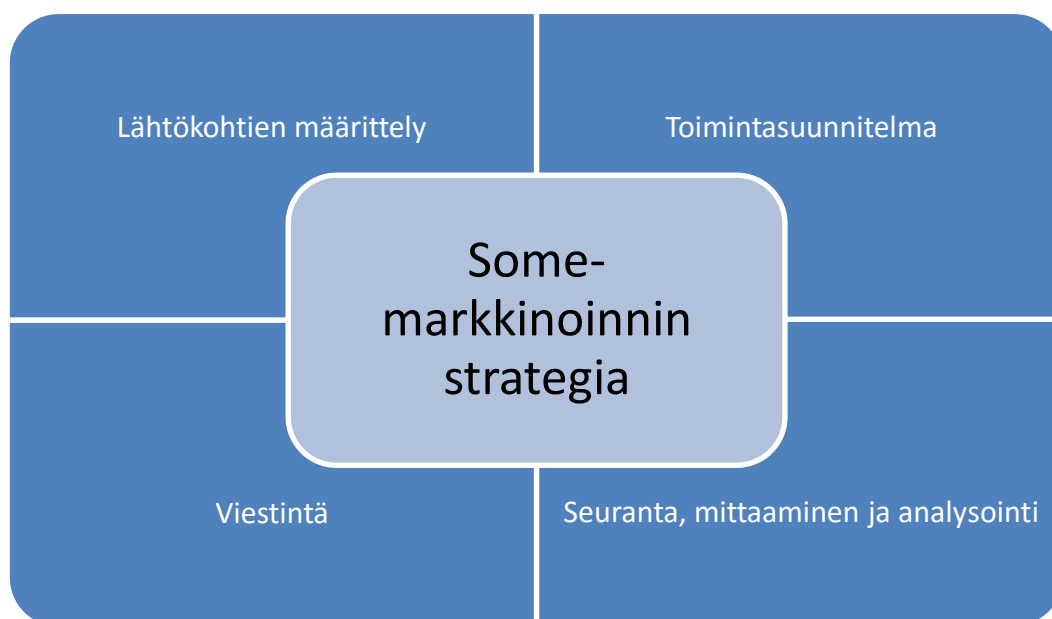 Lähtökohtien määrittely
Toimintasuunnitelma
Some-
markkinoinnin
strategia
Viestintä
Seuranta, mittaaminen ja analysointi